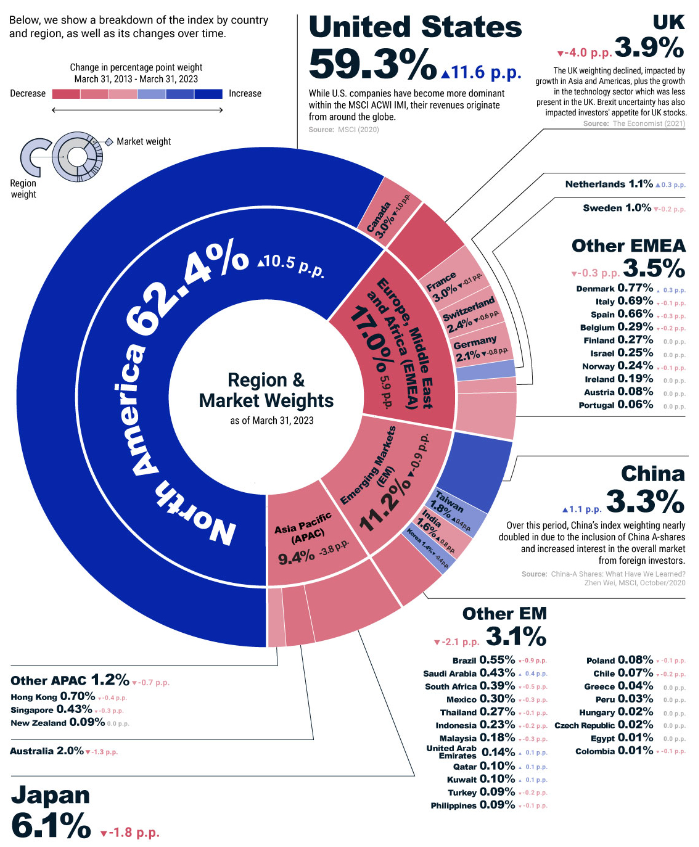 Below, we show a breakdown of the index by country
and region, as well as its changes over time.
Change in percentage point weight
March 31, 2013 - March 31, 2023
Decrease
Increase
Market weight
Region
weight
United States
59.3% ▲11.6 p.p.
While U.S. companies have become more dominant
within the MSCI ACWI IMI, their revenues originate
from around the globe.
Source: MSCI (2020)
UK
▼-4.0 p.p. 3.9%
The UK weighting declined, impacted by
growth in Asia and Americas, plus the growth
in the technology sector which was less
present in the UK. Brexit uncertainty has also
impacted investors' appetite for UK stocks.
Source: The Economist (2021)
Netherlands 1.1% ▲0.3 p.p.
Sweden 1.0% ▼-0.2 p.p.
Other EMEA
▼-0.3 p.p. 3.5%
Denmark 0.77% ▲ 0.3 p.p.
Italy 0.69% ▼-0.1 p.p.
Spain 0.66% ▼-0.3 p.p.
Belgium 0.29% ▼-0.2 p.p.
Finland 0.27% 0.0 p.p.
Israel 0.25% 0.0 p.p.
Norway 0.24% ▼-0.1 p.p.
Ireland 0.19% 0.0 p.p.
Austria 0.08% 0.0 p.p.
Portugal 0.06% 0.0 p.p.
Canada
3.0% ▼-1.0 p.p.
France
3.0% ▼-0.1 p.p.
Switzerland
2.4% ▼-0.6 p.p.
Germany
2.1% ▼-0.8 p.p.
North America 62.4% ▲10.5 p.p.
Europe, Middle East
and Africa (EMEA)
17.0% 5.9 p.p.
Region &
Market Weights
as of March 31, 2023
Emerging Markets
(EM)
11.2% ▼-0.9 p.p.
Asia Pacific
(APAC)
9.4% -3.8 p.p.
Taiwan
1.8%
India
1.6%
Korea 1.4%
China
▲1.1 p.p. 3.3%
Over this period, China's index weighting nearly
doubled in due to the inclusion of China A-shares
and increased interest in the overall market
from foreign investors.
Source: China-A Shares: What Have We Learned?
Zhen Wei, MSCI, October/2020
Other EM
▼-2.1 p.p. 3.1%
Brazil 0.55% ▼-0.9 p.p.
Saudi Arabia 0.43% ▲ 0.4 p.p.
South Africa 0.39% ▼-0.5 p.p.
Mexico 0.30% ▼-0.3 p.p.
Thailand 0.27% ▼-0.1 p.p.
Indonesia 0.23% ▼-0.2 p.p.
Malaysia 0.18% ▼-0.3 p.p.
United Arab
Emirates 0.14% ▲ 0.1 p.p.
Qatar 0.10% ▲ 0.1 p.p.
Kuwait 0.10% ▲ 0.1 p.p.
Turkey 0.09% ▼-0.2 p.p.
Philippines 0.09% ▼-0.1 p.p.
Poland 0.08% ▼-0.1 p.p.
Chile 0.07% ▼-0.2 p.p.
Greece 0.04% 0.0 p.p.
Peru 0.03% 0.0 p.p.
Hungary 0.02% 0.0 p.p.
Czech Republic 0.02% 0.0 p.p.
Egypt 0.01% 0.0 p.p.
Colombia 0.01% ▼-0.1 p.p.
Other APAC 1.2% ▼-0.7 p.p.
Hong Kong 0.70% ▼-0.4 p.p.
Singapore 0.43% ▼-0.3 p.p.
New Zealand 0.09% 0.0 p.p.
Australia 2.0% ▼-1.3 p.p.
Japan
6.1% ▼-1.8 p.p.